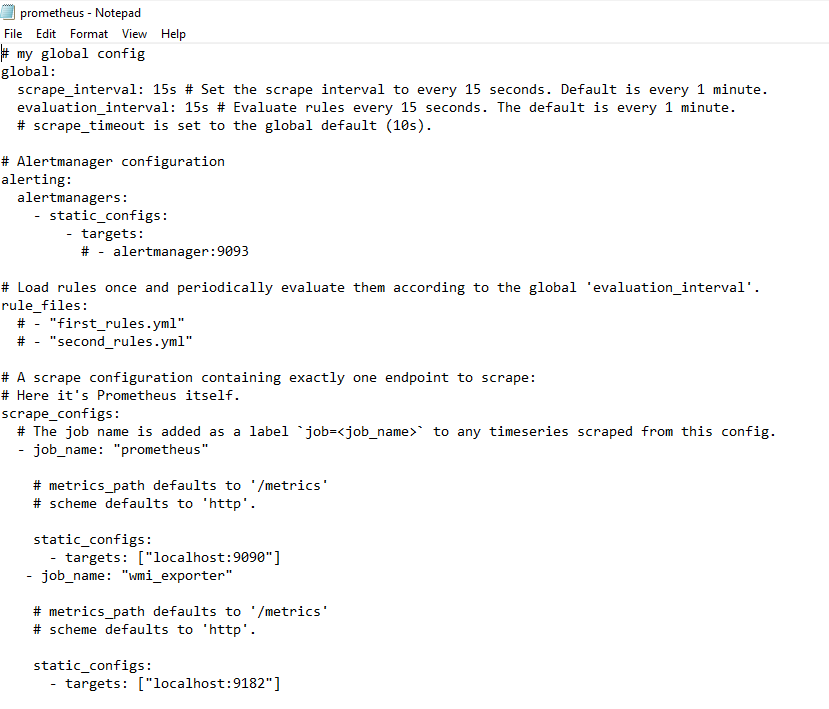 prometheus - Notepad
File Edit Format View Help
# my global config
global:
  scrape_interval: 15s # Set the scrape interval to every 15 seconds. Default is every 1 minute.
  evaluation_interval: 15s # Evaluate rules every 15 seconds. The default is every 1 minute.
  # scrape_timeout is set to the global default (10s).

# Alertmanager configuration
alerting:
  alertmanagers:
    - static_configs:
        - targets:
          # - alertmanager:9093

# Load rules once and periodically evaluate them according to the global 'evaluation_interval'.
rule_files:
  # - "first_rules.yml"
  # - "second_rules.yml"

# A scrape configuration containing exactly one endpoint to scrape:
# Here it's Prometheus itself.
scrape_configs:
  # The job name is added as a label `job=<job_name>` to any timeseries scraped from this config.
  - job_name: "prometheus"

    # metrics_path defaults to '/metrics'
    # scheme defaults to 'http'.

    static_configs:
      - targets: ["localhost:9090"]
   - job_name: "wmi_exporter"

    # metrics_path defaults to '/metrics'
    # scheme defaults to 'http'.

    static_configs:
      - targets: ["localhost:9182"]